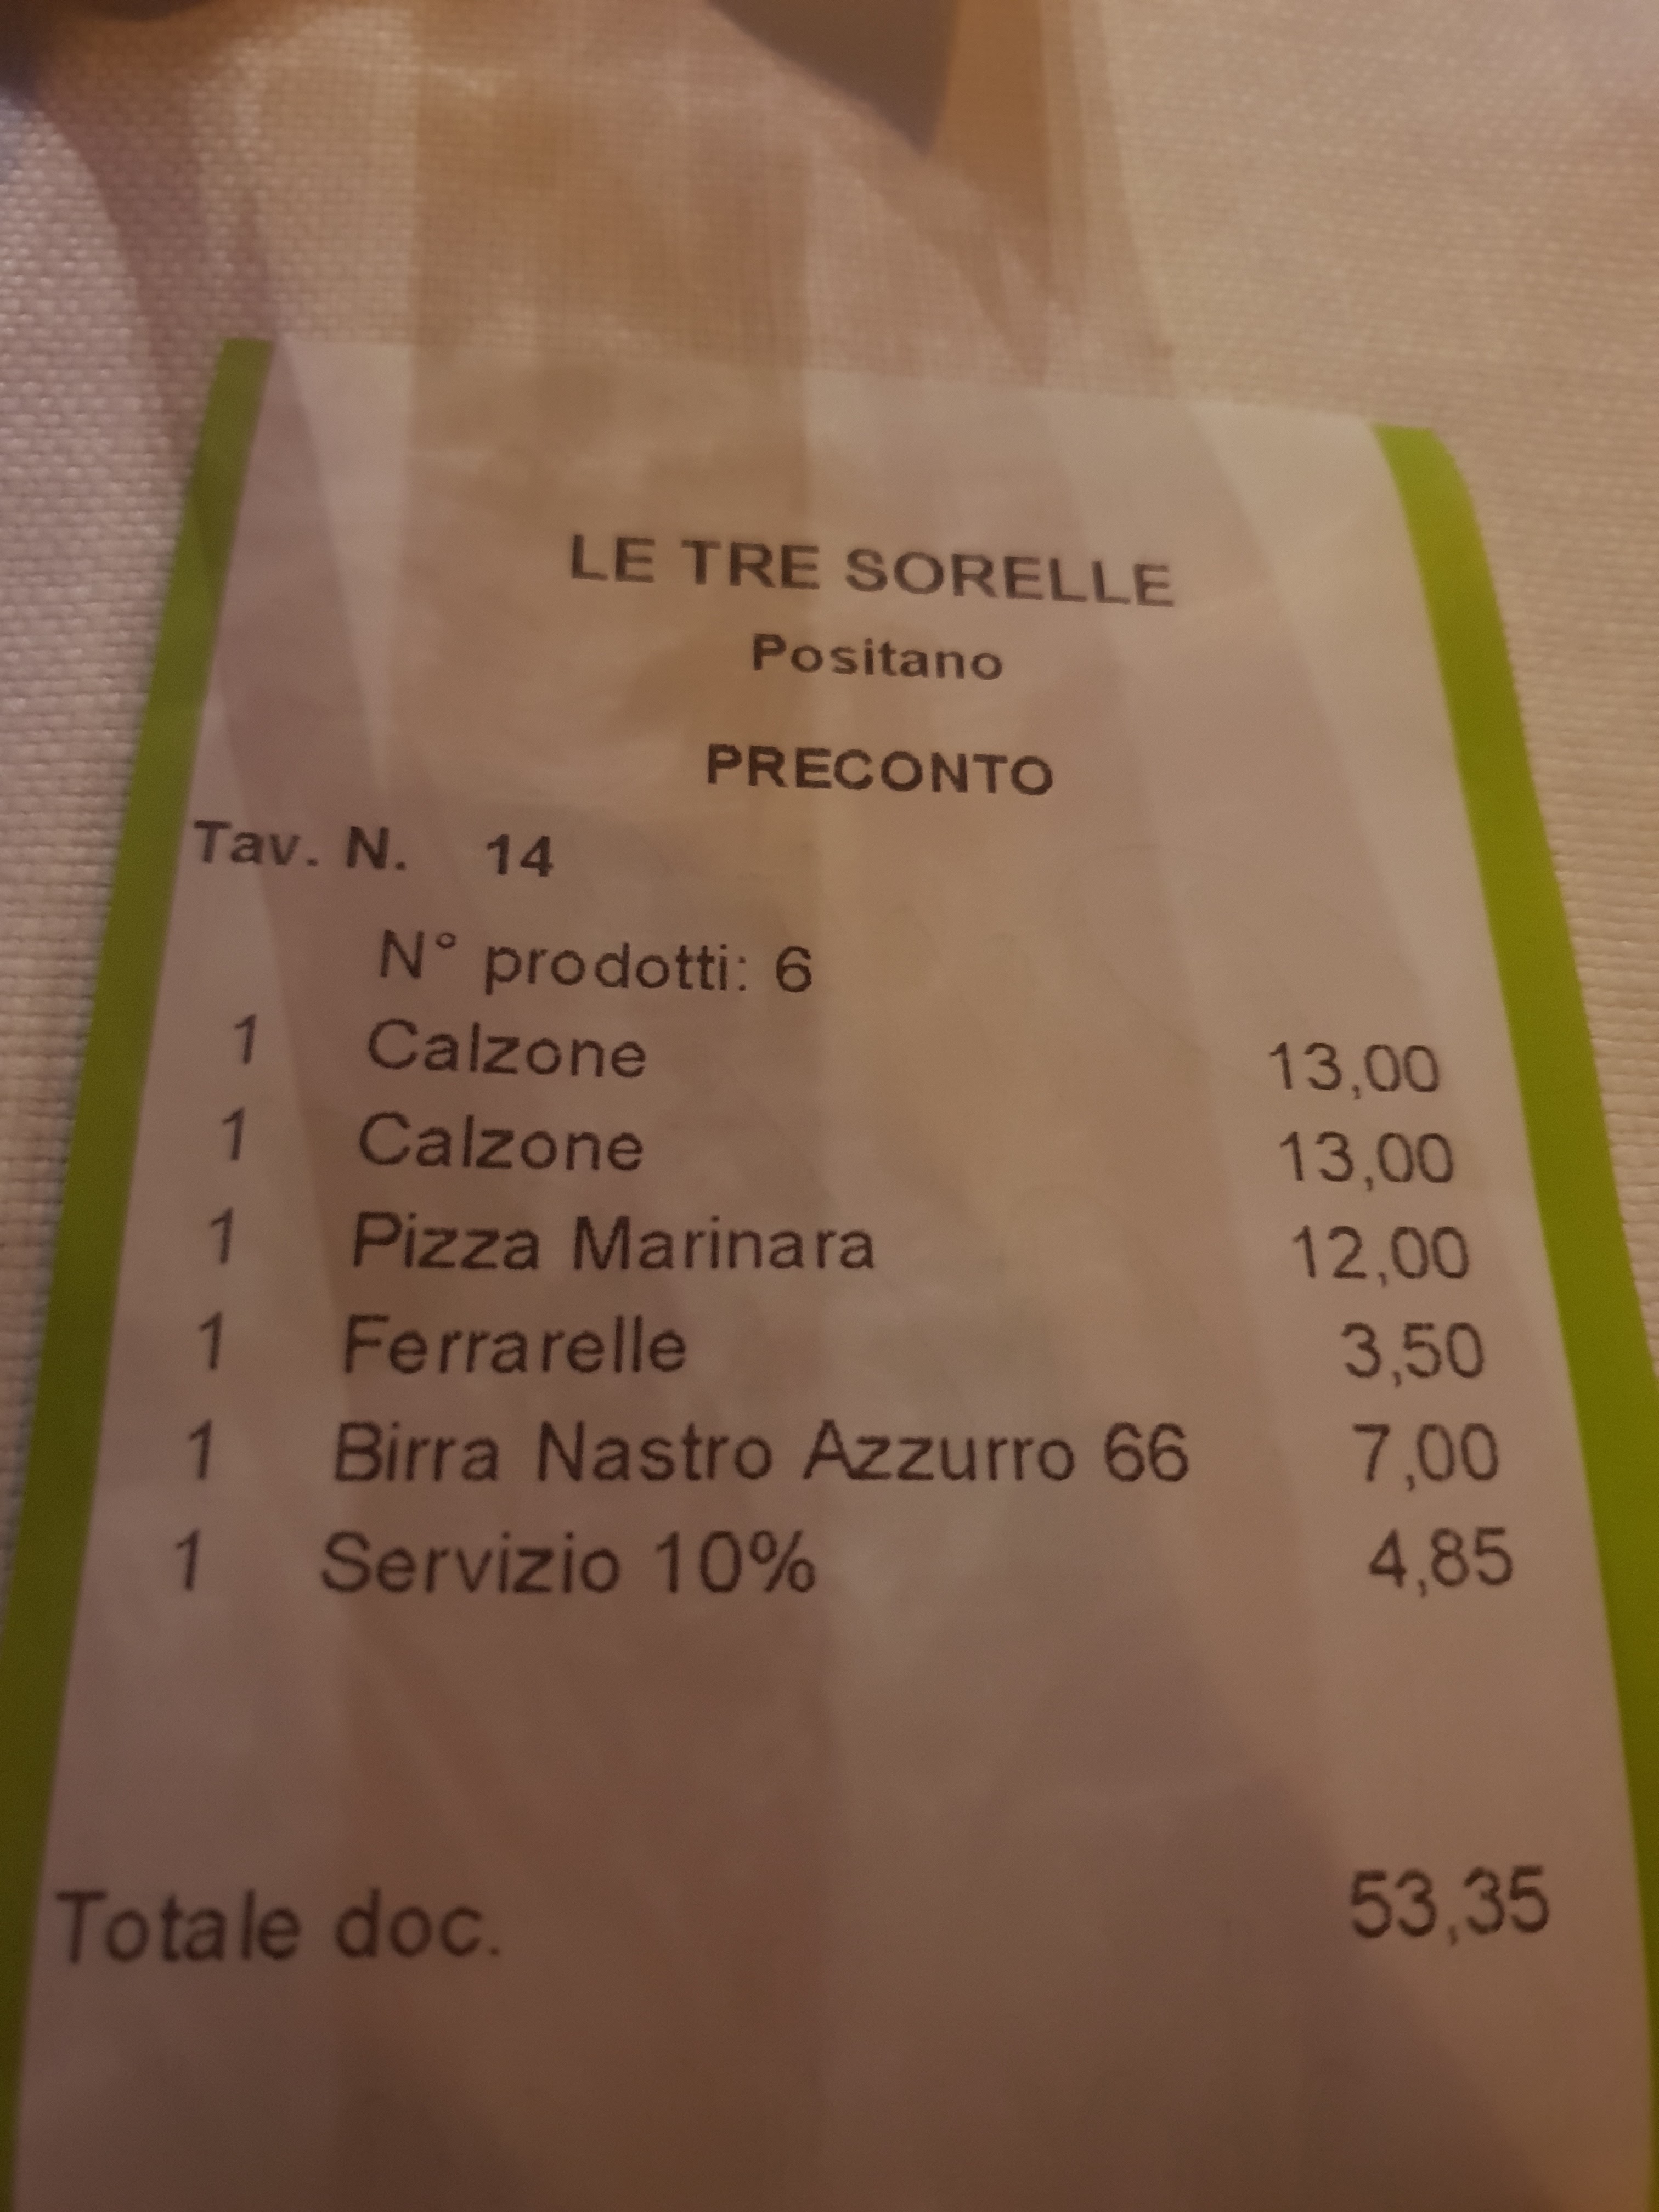 LE TRE SORELLE
Positano
PRECONTO
Tav. N. 14
N° prodotti: 6
1 Calzone 13,00
1 Calzone 13,00
1 Pizza Marinara 12,00
1 Ferrarelle 3,50
1 Birra Nastro Azzurro 66 7,00
1 Servizio 10% 4,85
Totale doc. 53,35